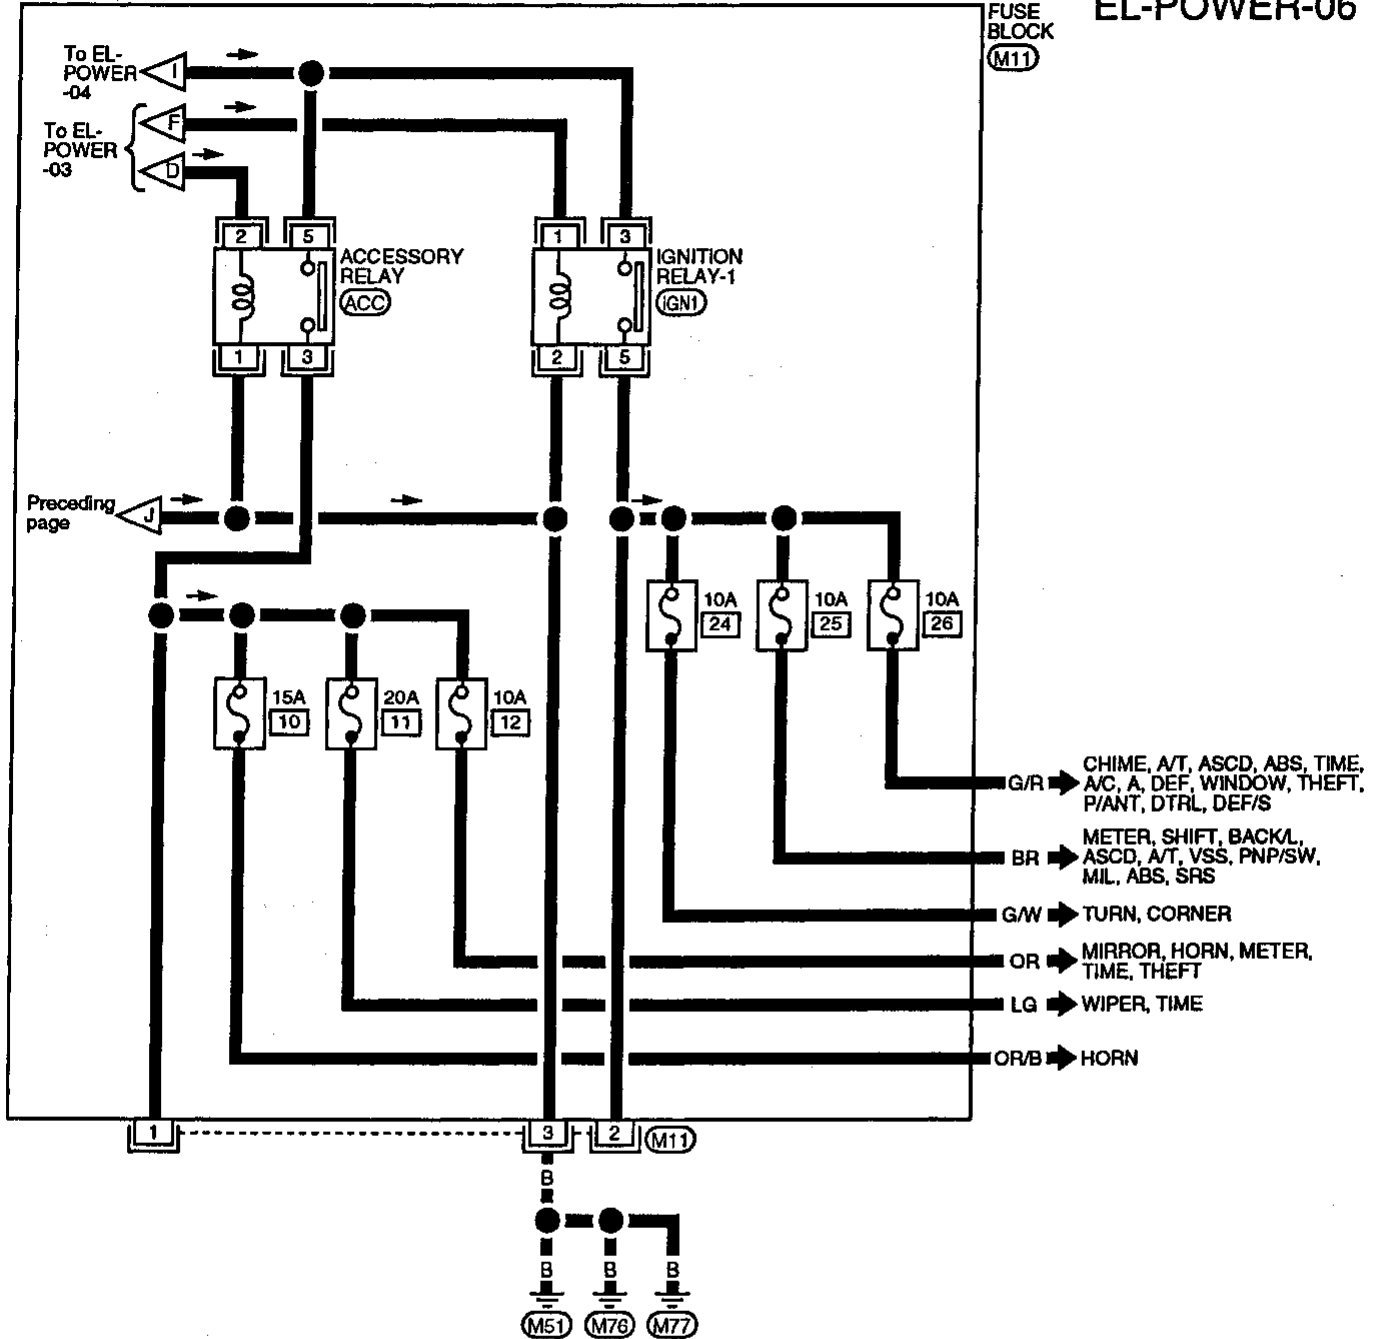 EL-POWER-06
FUSE
BLOCK
M11
To EL-
POWER
-04
I
To EL-
POWER
-03
F
D
2
5
1
3
ACCESSORY
RELAY
ACC
IGNITION
RELAY-1
IGN1
1
3
2
5
Preceding
page
J
10A
24
10A
25
10A
26
15A
10
20A
11
10A
12
G/R
CHIME, A/T, ASCD, ABS, TIME,
A/C, A, DEF, WINDOW, THEFT,
P/ANT, DTRL, DEF/S
BR
METER, SHIFT, BACK/L,
ASCD, A/T, VSS, PNP/SW,
MIL, ABS, SRS
G/W
TURN, CORNER
OR
MIRROR, HORN, METER,
TIME, THEFT
LG
WIPER, TIME
OR/B
HORN
1
3
2
M11
B
B
B
B
M51
M76
M77